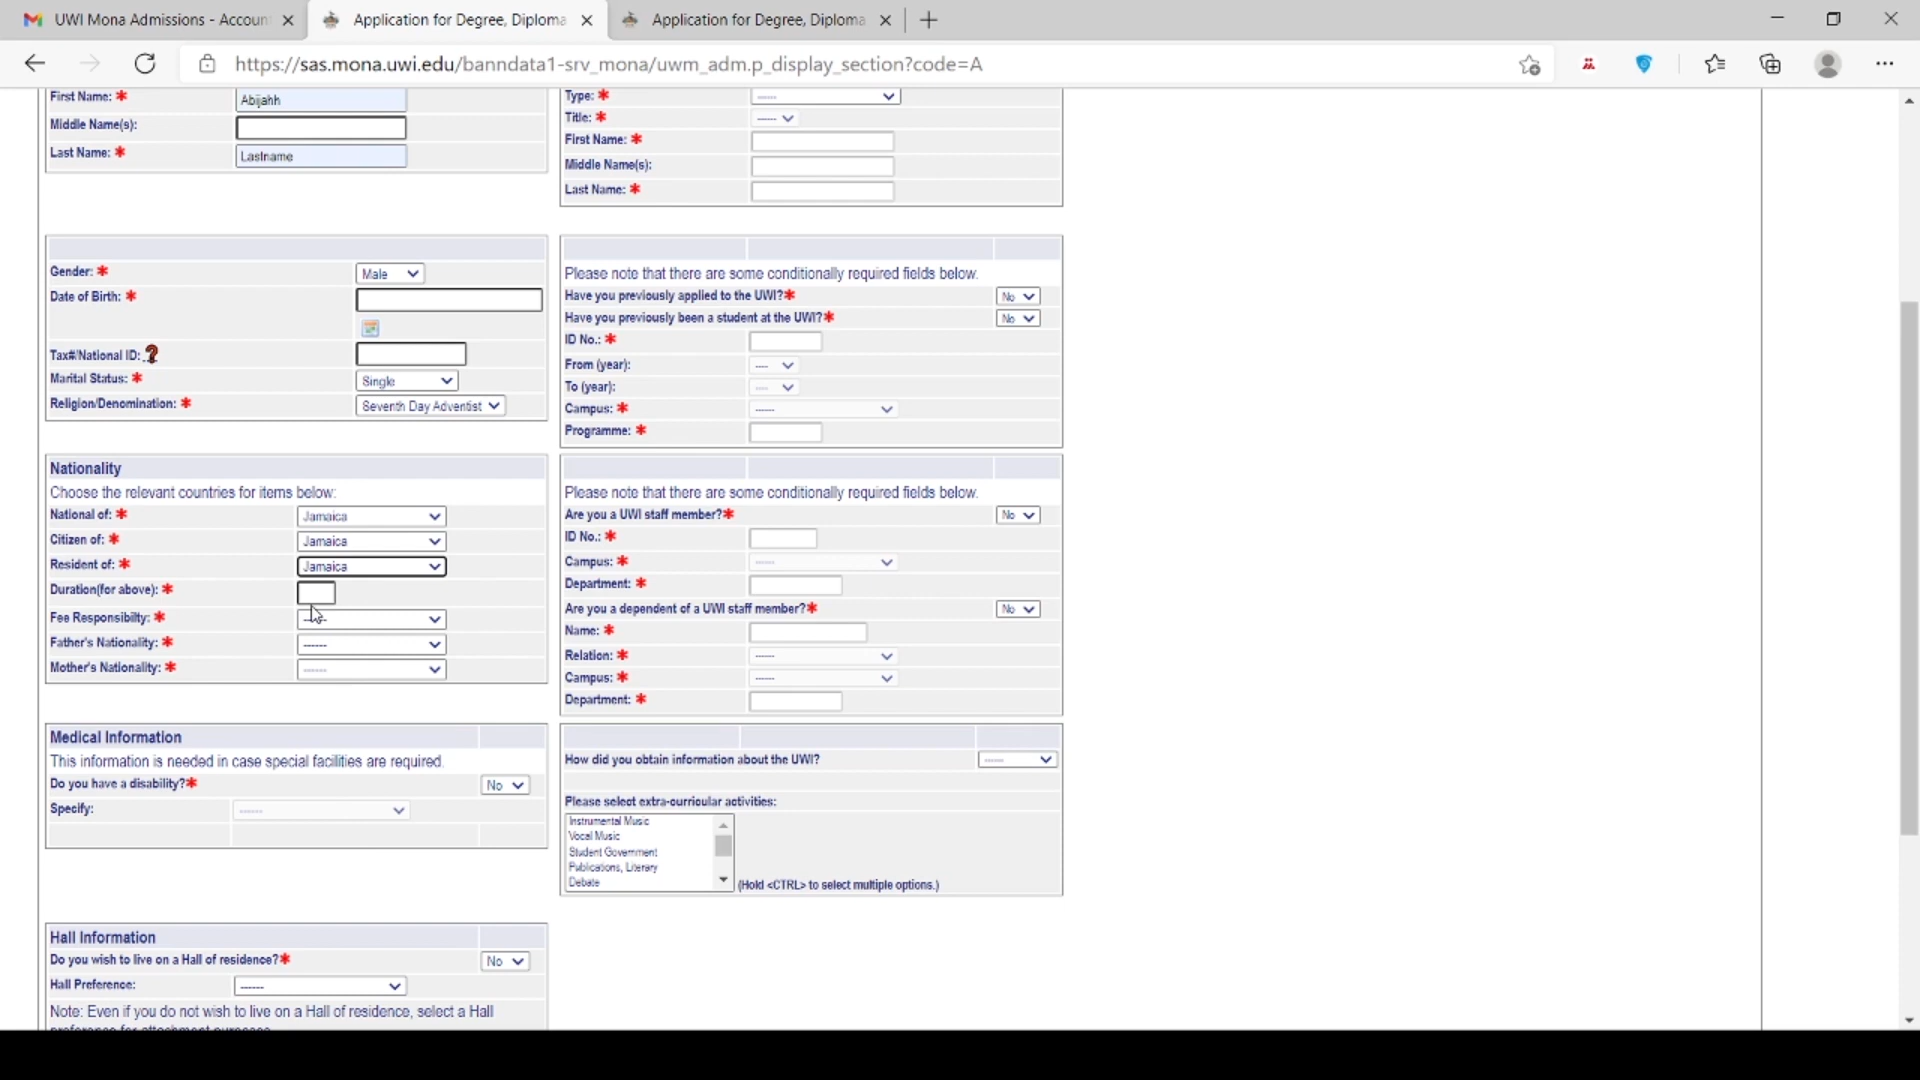 UWI Mona Admissions - Accoun
Application for Degree, Diploma
Application for Degree, Diploma
https://sas.mona.uwi.edu/banndata1-srv_mona/uwm_adm.p_display_section?code=A
First Name: * Abijahh
Middle Name(s):
Last Name: * Lastname
Type: * ------
Title: * -----
First Name: *
Middle Name(s):
Last Name: *
Gender: * Male
Date of Birth: *
Tax#/National ID: ?
Marital Status: * Single
Religion/Denomination: * Seventh Day Adventist
Please note that there are some conditionally required fields below.
Have you previously applied to the UWI?* No
Have you previously been a student at the UWI?* No
ID No.: *
From (year): ----
To (year): ----
Campus: * ------
Programme: *
Nationality
Choose the relevant countries for items below:
National of: * Jamaica
Citizen of: * Jamaica
Resident of: * Jamaica
Duration(for above): *
Fee Responsibilty: * ------
Father's Nationality: * ------
Mother's Nationality: * ------
Please note that there are some conditionally required fields below.
Are you a UWI staff member?* No
ID No.: *
Campus: * ------
Department: *
Are you a dependent of a UWI staff member?* No
Name: *
Relation: * ------
Campus: * ------
Department: *
Medical Information
This information is needed in case special facilities are required.
Do you have a disability?* No
Specify: ------
How did you obtain information about the UWI? ------
Please select extra-curricular activities:
Instrumental Music
Vocal Music
Student Government
Publications, Literary
Debate
(Hold <CTRL> to select multiple options.)
Hall Information
Do you wish to live on a Hall of residence?* No
Hall Preference: ------
Note: Even if you do not wish to live on a Hall of residence, select a Hall
preference for attachment purposes.